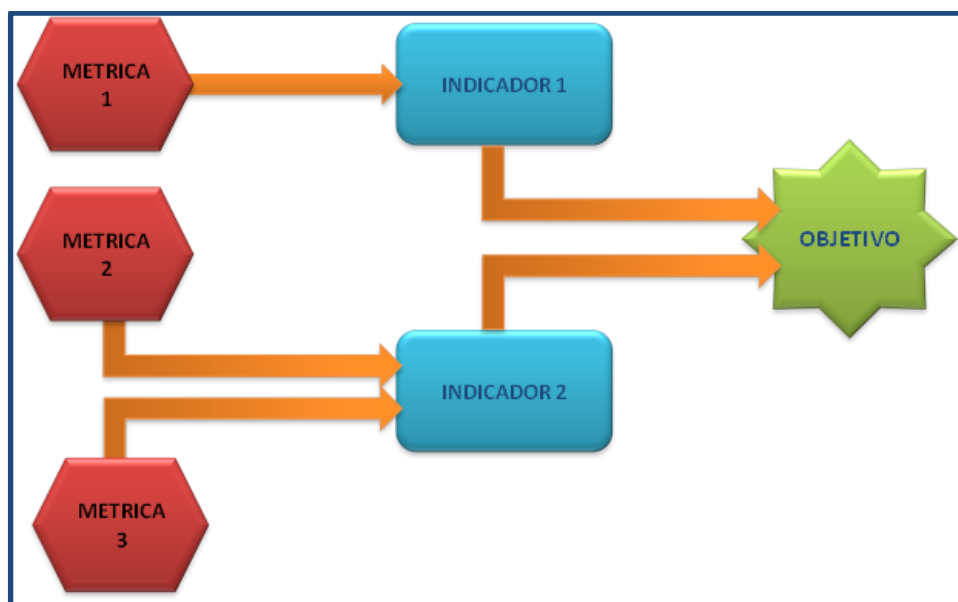 METRICA
1
INDICADOR 1
METRICA
2
OBJETIVO
INDICADOR 2
METRICA
3